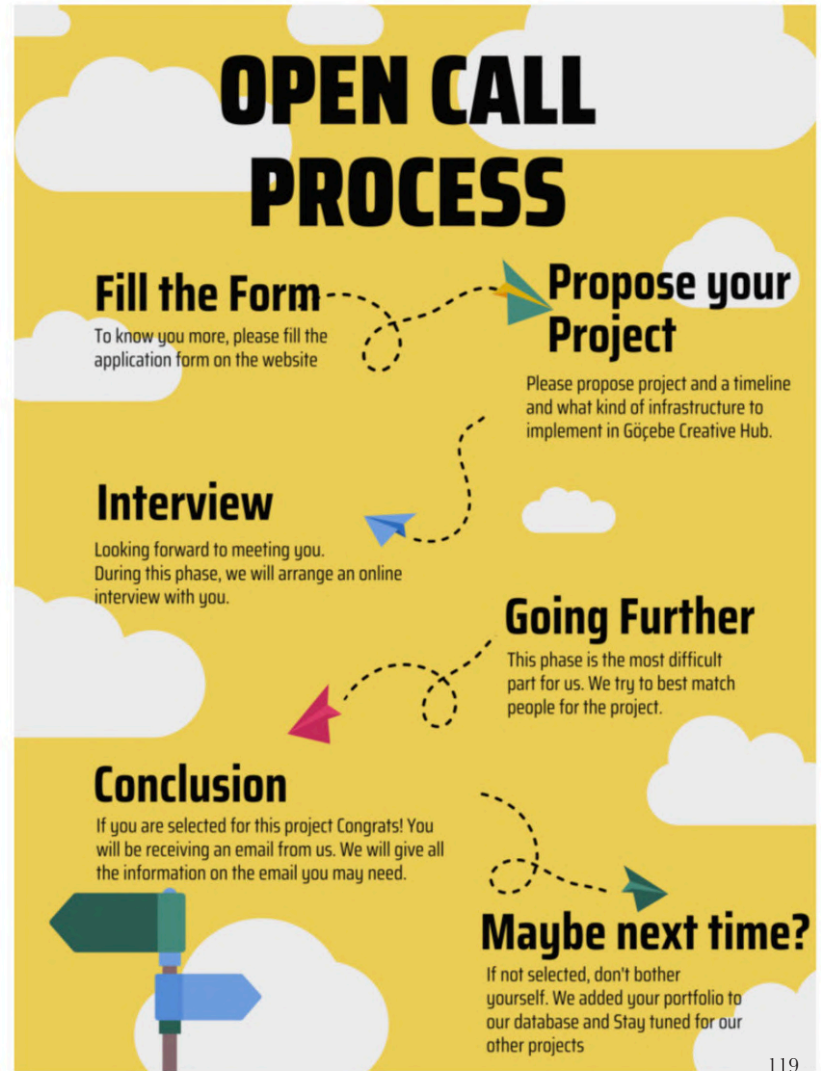 OPEN CALL
PROCESS
Fill the Form
To know you more, please fill the
application form on the website
Propose your
Project
Please propose project and a timeline
and what kind of infrastructure to
implement in Göçebe Creative Hub.
Interview
Looking forward to meeting you.
During this phase, we will arrange an online
interview with you.
Going Further
This phase is the most difficult
part for us. We try to best match
people for the project.
Conclusion
If you are selected for this project Congrats! You
will be receiving an email from us. We will give all
the information on the email you may need.
Maybe next time?
If not selected, don't bother
yourself. We added your portfolio to
our database and Stay tuned for our
other projects
119